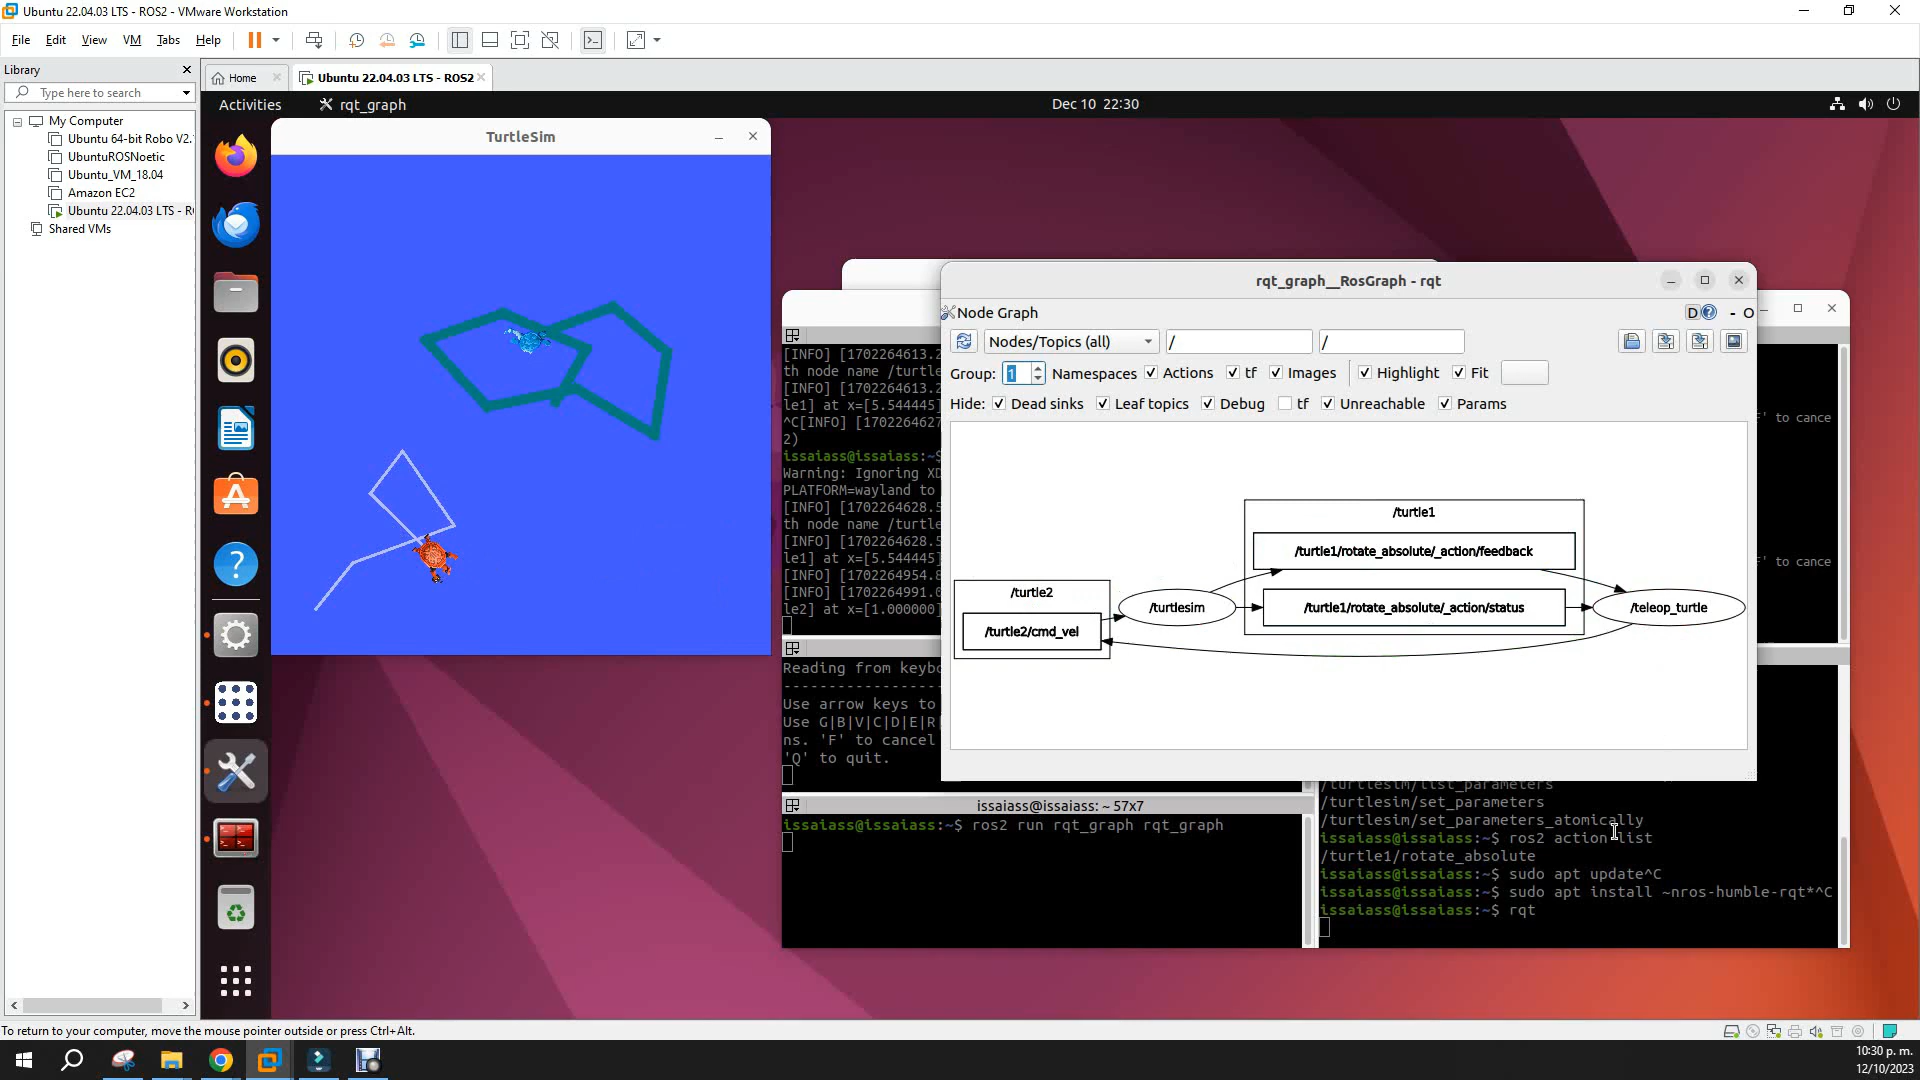 Ubuntu 22.04.03 LTS - ROS2 - VMware Workstation
File Edit View VM Tabs Help
Library
Type here to search
My Computer
Ubuntu 64-bit Robo V2.
UbuntuROSNoetic
Ubuntu_VM_18.04
Amazon EC2
Ubuntu 22.04.03 LTS - R
Shared VMs
Home
Ubuntu 22.04.03 LTS - ROS2
Activities
rqt_graph
Dec 10 22:30
TurtleSim
[INFO] [1702264613.2
th node name /turtle
[INFO] [1702264613.2
le1] at x=[5.544445]
^C[INFO] [1702264627
2)
issaiass@issaiass:~$
Warning: Ignoring XD
PLATFORM=wayland to
[INFO] [1702264628.5
th node name /turtle
[INFO] [1702264628.5
le1] at x=[5.544445]
[INFO] [1702264954.8
[INFO] [1702264991.0
le2] at x=[1.000000]
Reading from keybo
---------------------
Use arrow keys to
Use G|B|V|C|D|E|R|
ns. 'F' to cancel
'Q' to quit.
issaiass@issaiass: ~ 57x7
issaiass@issaiass:~$ ros2 run rqt_graph rqt_graph
rqt_graph__RosGraph - rqt
Node Graph
D - O
Nodes/Topics (all) / /
Group: 1 Namespaces Actions tf Images Highlight Fit
Hide: Dead sinks Leaf topics Debug tf Unreachable Params
/turtle1
/turtle1/rotate_absolute/_action/feedback
/turtle2
/turtle2/cmd_vel
/turtlesim
/turtle1/rotate_absolute/_action/status
/teleop_turtle
' to cance
' to cance
/turtlesim/list_parameters
/turtlesim/set_parameters
/turtlesim/set_parameters_atomically
issaiass@issaiass:~$ ros2 action list
/turtle1/rotate_absolute
issaiass@issaiass:~$ sudo apt update^C
issaiass@issaiass:~$ sudo apt install ~nros-humble-rqt*^C
issaiass@issaiass:~$ rqt
To return to your computer, move the mouse pointer outside or press Ctrl+Alt.
10:30 p. m.
12/10/2023